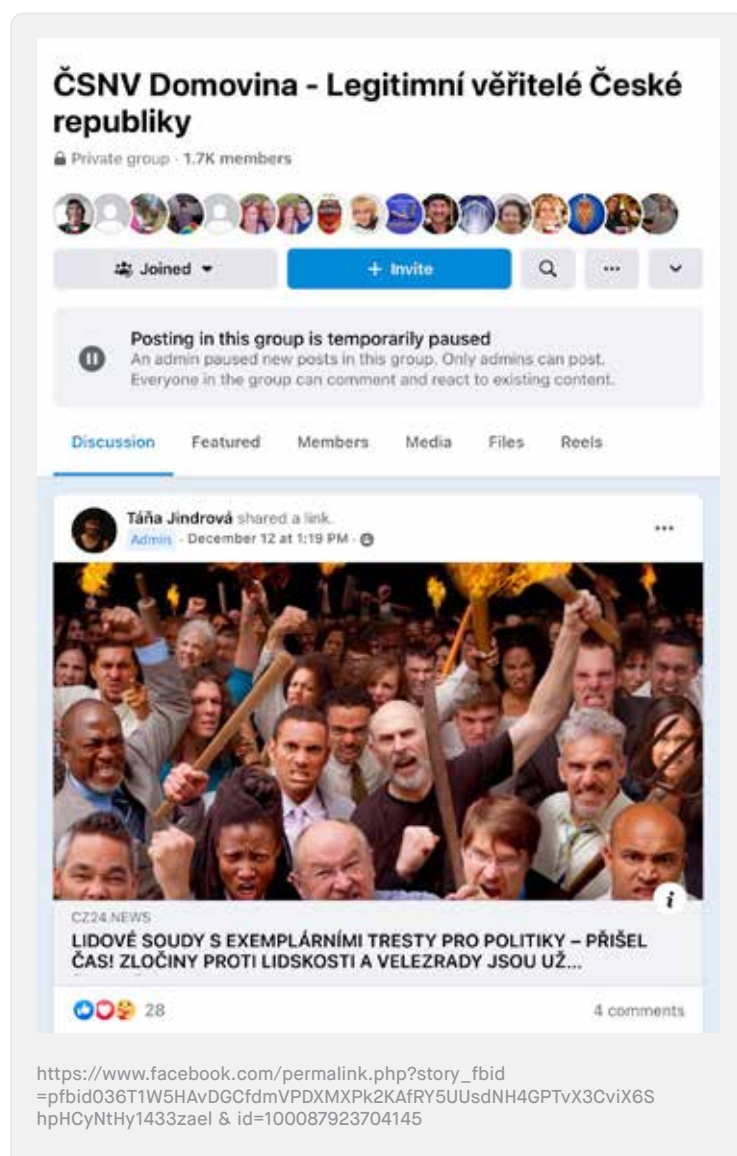 ČSNV Domovina - Legitimní věřitelé České
republiky
Private group · 1.7K members
Joined
+ Invite
Posting in this group is temporarily paused
An admin paused new posts in this group. Only admins can post.
Everyone in the group can comment and react to existing content.
Discussion Featured Members Media Files Reels
Táňa Jindrová shared a link.
Admin · December 12 at 1:19 PM ·
CZ24.NEWS
LIDOVÉ SOUDY S EXEMPLÁRNÍMI TRESTY PRO POLITIKY – PŘIŠEL
ČAS! ZLOČINY PROTI LIDSKOSTI A VELEZRADY JSOU UŽ...
28
4 comments
https://www.facebook.com/permalink.php?story_fbid
=pfbid036T1W5HAvDGCfdmVPDXMXPk2KAfRY5UUsdNH4GPTvX3CviX6S
hpHCyNtHy1433zael & id=100087923704145